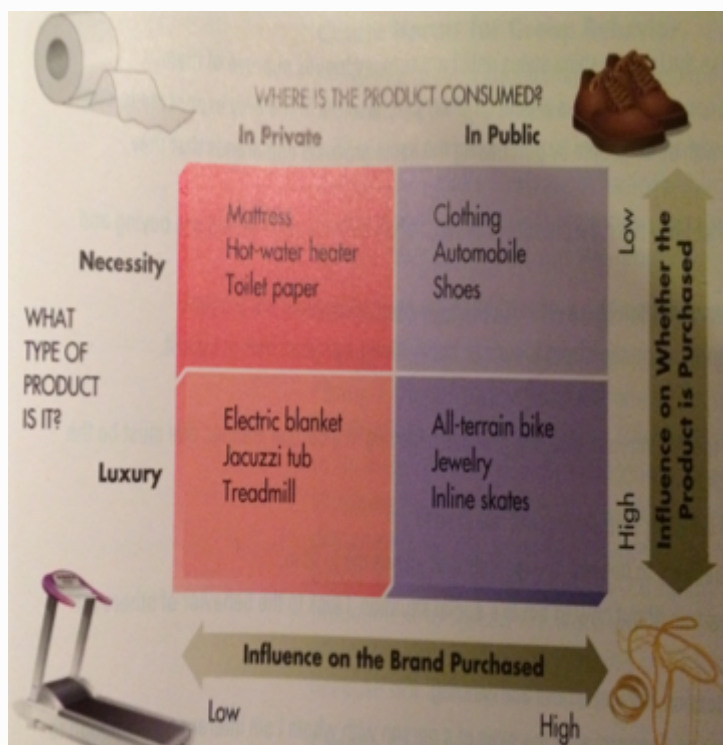 WHERE IS THE PRODUCT CONSUMED?
In Private
In Public
Necessity
Mattress
Hot-water heater
Toilet paper
Clothing
Automobile
Shoes
WHAT
TYPE OF
PRODUCT
IS IT?
Luxury
Electric blanket
Jacuzzi tub
Treadmill
All-terrain bike
Jewelry
Inline skates
Low
High
Influence on Whether the
Product is Purchased
Influence on the Brand Purchased
Low
High